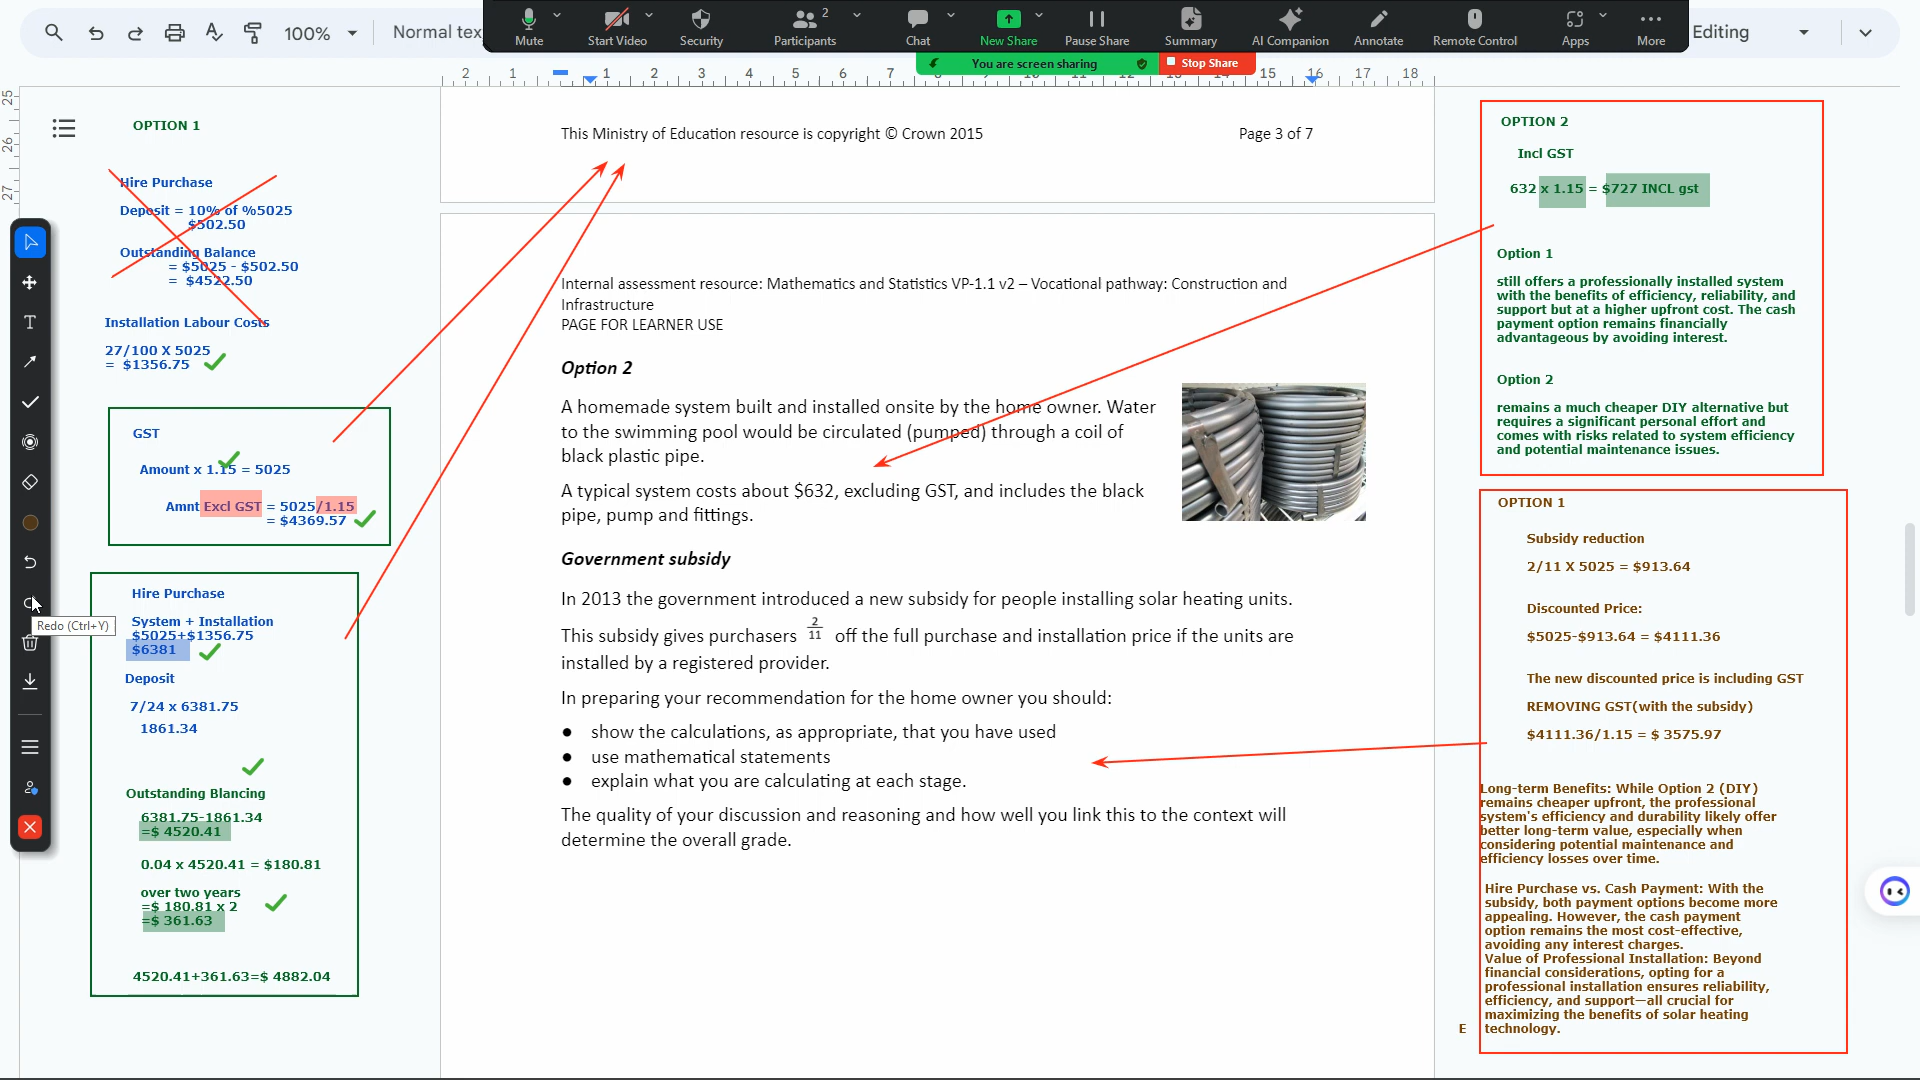 100%
Normal tex
Mute
Start Video
Security
2
Participants
Chat
New Share
Pause Share
Summary
AI Companion
Annotate
Remote Control
Apps
More
Editing
You are screen sharing
Stop Share
2 1 1 2 3 4 5 6 7 15 16 17 18
25
26
27
OPTION 1
Hire Purchase
Deposit = 10% of %5025
$502.50
Outstanding Balance
= $5025 - $502.50
= $4522.50
Installation Labour Costs
27/100 X 5025
= $1356.75
GST
Amount x 1.15 = 5025
Amnt Excl GST = 5025/1.15
= $4369.57
Hire Purchase
System + Installation
$5025+$1356.75
$6381
Deposit
7/24 x 6381.75
1861.34
Outstanding Blancing
6381.75-1861.34
=$ 4520.41
0.04 x 4520.41 = $180.81
over two years
=$ 180.81 x 2
=$ 361.63
4520.41+361.63=$ 4882.04
Redo (Ctrl+Y)
This Ministry of Education resource is copyright © Crown 2015
Page 3 of 7
Internal assessment resource: Mathematics and Statistics VP-1.1 v2 – Vocational pathway: Construction and
Infrastructure
PAGE FOR LEARNER USE
Option 2
A homemade system built and installed onsite by the home owner. Water
to the swimming pool would be circulated (pumped) through a coil of
black plastic pipe.
A typical system costs about $632, excluding GST, and includes the black
pipe, pump and fittings.
Government subsidy
In 2013 the government introduced a new subsidy for people installing solar heating units.
This subsidy gives purchasers 2/11 off the full purchase and installation price if the units are
installed by a registered provider.
In preparing your recommendation for the home owner you should:
● show the calculations, as appropriate, that you have used
● use mathematical statements
● explain what you are calculating at each stage.
The quality of your discussion and reasoning and how well you link this to the context will
determine the overall grade.
OPTION 2
Incl GST
632 x 1.15 = $727 INCL gst
Option 1
still offers a professionally installed system
with the benefits of efficiency, reliability, and
support but at a higher upfront cost. The cash
payment option remains financially
advantageous by avoiding interest.
Option 2
remains a much cheaper DIY alternative but
requires a significant personal effort and
comes with risks related to system efficiency
and potential maintenance issues.
OPTION 1
Subsidy reduction
2/11 X 5025 = $913.64
Discounted Price:
$5025-$913.64 = $4111.36
The new discounted price is including GST
REMOVING GST(with the subsidy)
$4111.36/1.15 = $ 3575.97
Long-term Benefits: While Option 2 (DIY)
remains cheaper upfront, the professional
system's efficiency and durability likely offer
better long-term value, especially when
considering potential maintenance and
efficiency losses over time.
Hire Purchase vs. Cash Payment: With the
subsidy, both payment options become more
appealing. However, the cash payment
option remains the most cost-effective,
avoiding any interest charges.
Value of Professional Installation: Beyond
financial considerations, opting for a
professional installation ensures reliability,
efficiency, and support—all crucial for
maximizing the benefits of solar heating
technology.
E